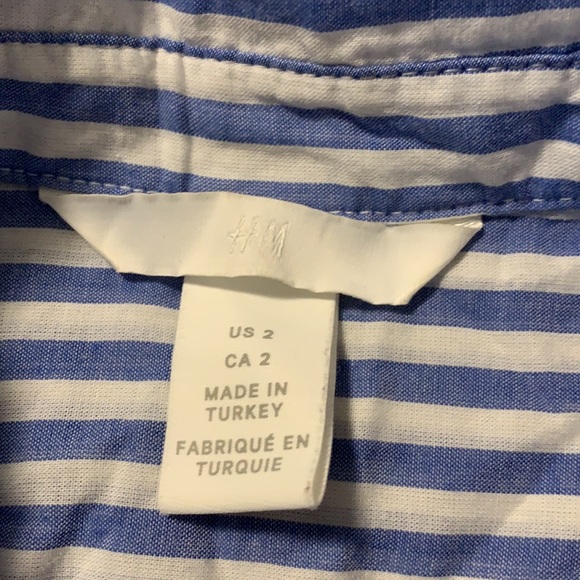 H&M
US 2
CA 2
MADE IN
TURKEY
FABRIQUÉ EN
TURQUIE